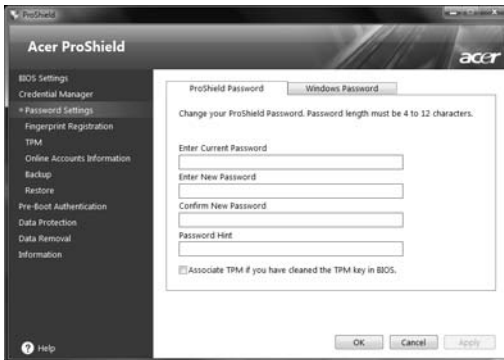 ProShield
Acer ProShield
acer
BIOS Settings
Credential Manager
Password Settings
Fingerprint Registration
TPM
Online Accounts Information
Backup
Restore
Pre-Boot Authentication
Data Protection
Data Removal
Information
Help
ProShield Password
Windows Password
Change your ProShield Password. Password length must be 4 to 12 characters.
Enter Current Password
Enter New Password
Confirm New Password
Password Hint
Associate TPM if you have cleaned the TPM key in BIOS.
OK
Cancel
Apply